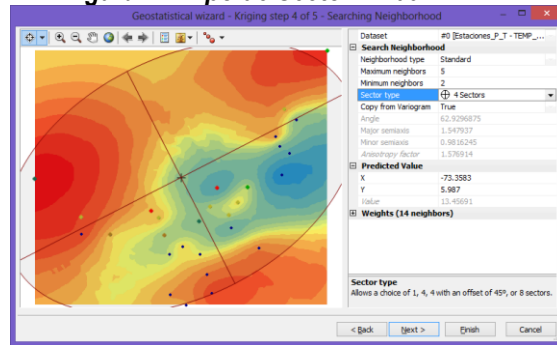 Geostatistical wizard - Kriging step 4 of 5 - Searching Neighborhood
Dataset #0 [Estaciones_P_T - TEMP_...
Search Neighborhood
Neighborhood type Standard
Maximum neighbors 5
Minimum neighbors 2
Sector type 4 Sectors
Copy from Variogram True
Angle 62.9296875
Major semiaxis 1.547937
Minor semiaxis 0.9816245
Anisotropy factor 1.576914
Predicted Value
X -73.3583
Y 5.987
Value 13.45691
Weights (14 neighbors)
Sector type
Allows a choice of 1, 4, 4 with an offset of 45º, or 8 sectors.
< Back Next > Finish Cancel